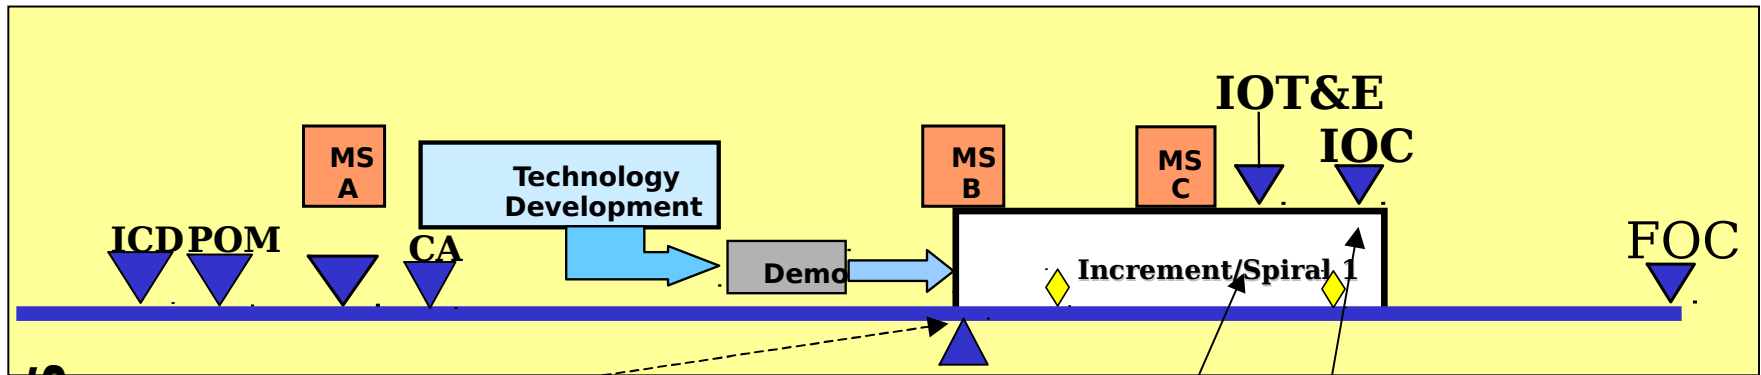 IOT&E
IOC
MS
A
Technology
Development
MS
B
MS
C
ICD
POM
CA
FOC
Demo
Increment/Spiral 1